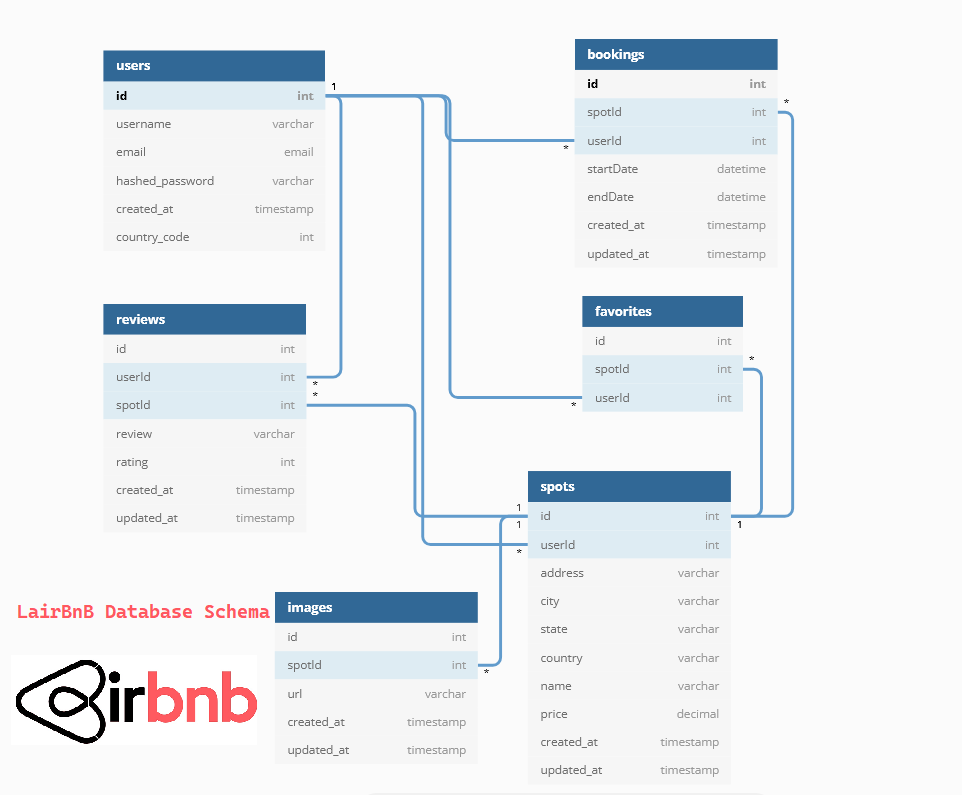 users
id int
username varchar
email email
hashed_password varchar
created_at timestamp
country_code int
1
bookings
id int
spotId int
*
userId int
*
startDate datetime
endDate datetime
created_at timestamp
updated_at timestamp
reviews
id int
userId int
*
spotId int
*
review varchar
rating int
created_at timestamp
updated_at timestamp
favorites
id int
spotId int
*
userId int
*
spots
1
id int
1
1
userId int
*
address varchar
city varchar
state varchar
country varchar
name varchar
price decimal
created_at timestamp
updated_at timestamp
LairBnB Database Schema
images
id int
spotId int
*
url varchar
created_at timestamp
updated_at timestamp
irbnb